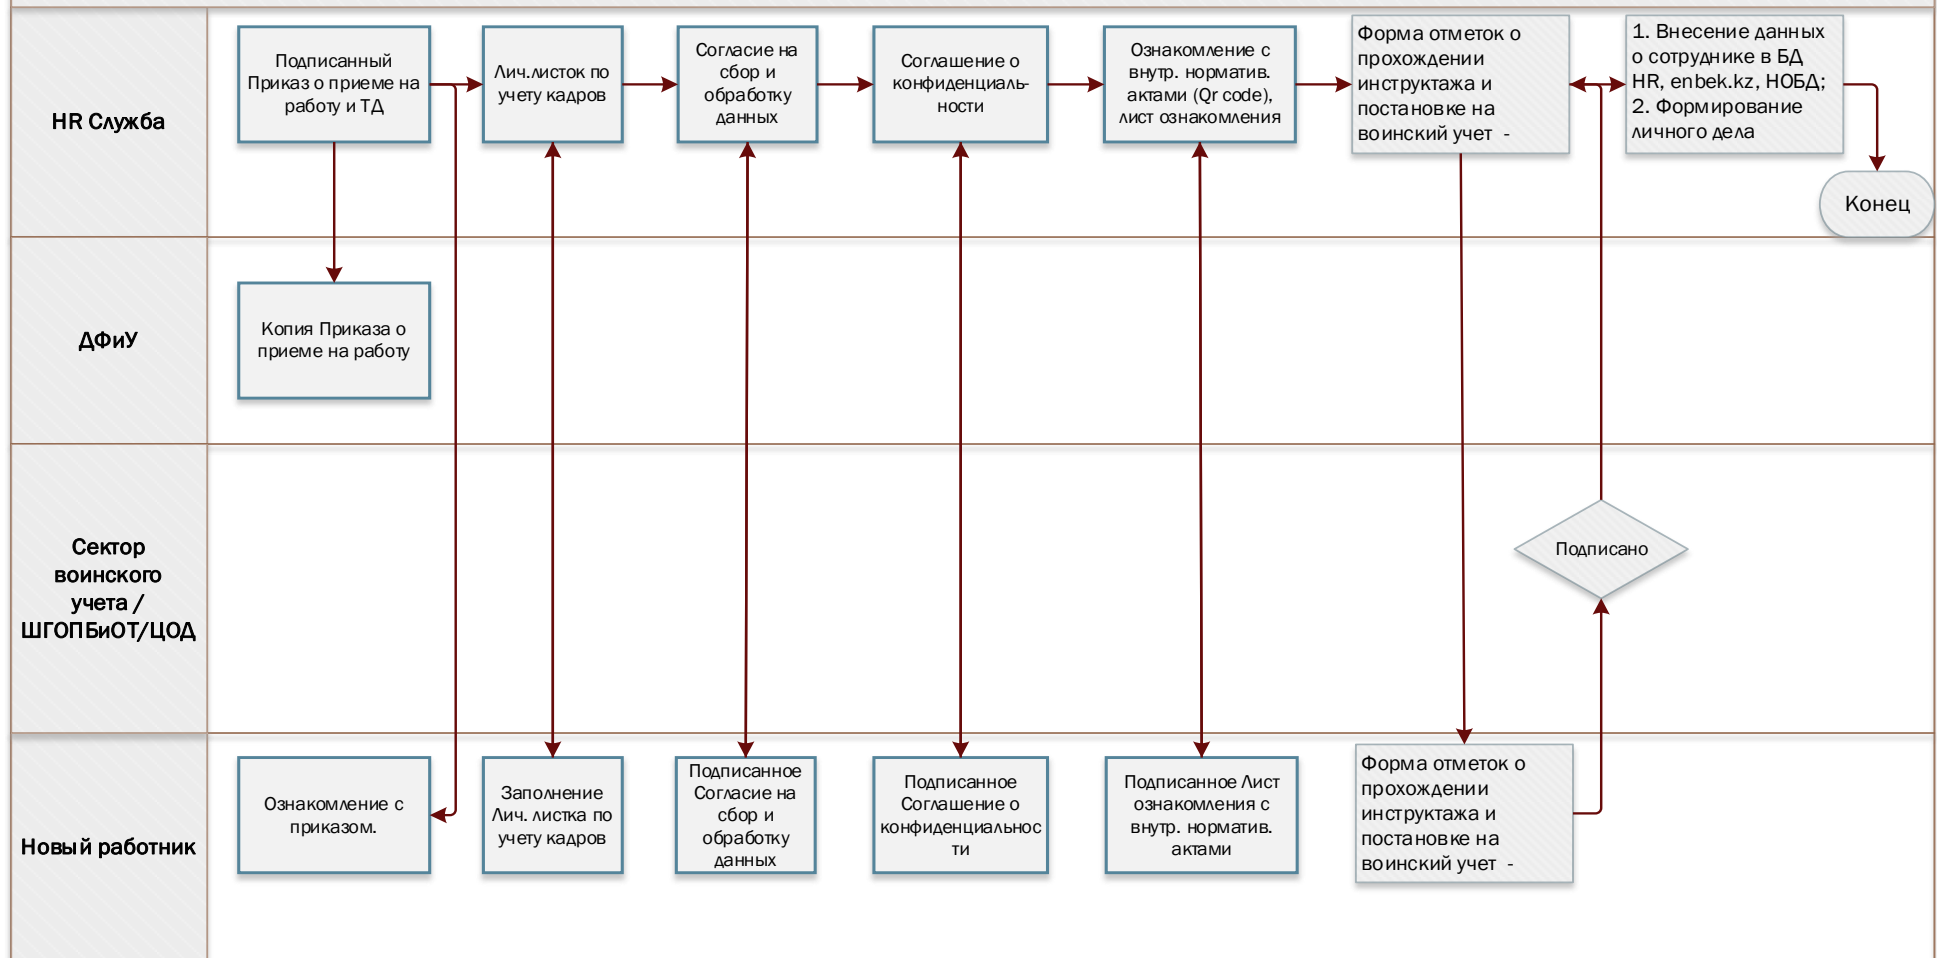 HR Служба
Подписанный
Приказ о приеме на
работу и ТД
Лич.листок по
учету кадров
Согласие на
сбор и
обработку
данных
Соглашение о
конфиденциаль-
ности
Ознакомление с
внутр. норматив.
актами (Qr code),
лист ознакомления
Форма отметок о
прохождении
инструктажа и
постановке на
воинский учет -
1. Внесение данных
о сотруднике в БД
HR, enbek.kz, НОБД;
2. Формирование
личного дела
Конец
ДФиУ
Копия Приказа о
приеме на работу
Сектор
воинского
учета /
ШГОПБиОТ/ЦОД
Подписано
Новый работник
Ознакомление с
приказом.
Заполнение
Лич. листка по
учету кадров
Подписанное
Согласие на
сбор и
обработку
данных
Подписанное
Соглашение о
конфиденциальнос
ти
Подписанное Лист
ознакомления с
внутр. норматив.
актами
Форма отметок о
прохождении
инструктажа и
постановке на
воинский учет -